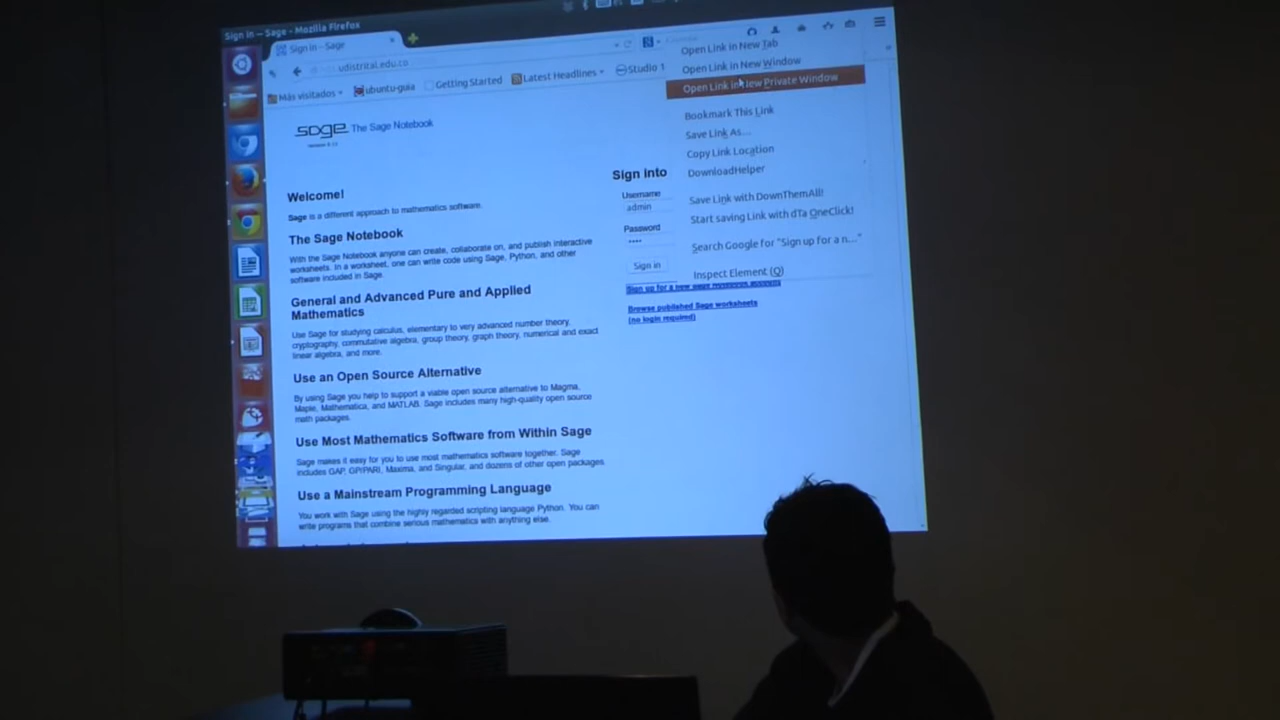 Sign in – Sage - Mozilla Firefox
Sign in – Sage
udistrital.edu.co
Más visitados
ubuntu-guia
Getting Started
Latest Headlines
Studio 1
sage The Sage Notebook
Welcome!
Sage is a different approach to mathematics software.
The Sage Notebook
With the Sage Notebook anyone can create, collaborate on, and publish interactive
worksheets. In a worksheet, one can write code using Sage, Python, and other
software included in Sage.
General and Advanced Pure and Applied
Mathematics
Use Sage for studying calculus, elementary to very advanced number theory,
cryptography, commutative algebra, group theory, graph theory, numerical and exact
linear algebra, and more.
Use an Open Source Alternative
By using Sage you help to support a viable open source alternative to Magma,
Maple, Mathematica, and MATLAB. Sage includes many high-quality open source
math packages.
Use Most Mathematics Software from Within Sage
Sage makes it easy for you to use most mathematics software together. Sage
includes GAP, GP/PARI, Maxima, and Singular, and dozens of other open packages.
Use a Mainstream Programming Language
You work with Sage using the highly regarded scripting language Python. You can
write programs that combine serious mathematics with anything else.
Sign into
Username
admin
Password
••••
Sign in
Sign up for a new Sage Notebook account
Browse published Sage worksheets
(no login required)
Open Link in New Tab
Open Link in New Window
Open Link in New Private Window
Bookmark This Link
Save Link As...
Copy Link Location
DownloadHelper
Save Link with DownThemAll!
Start saving Link with dTa OneClick!
Search Google for "Sign up for a n..."
Inspect Element (Q)